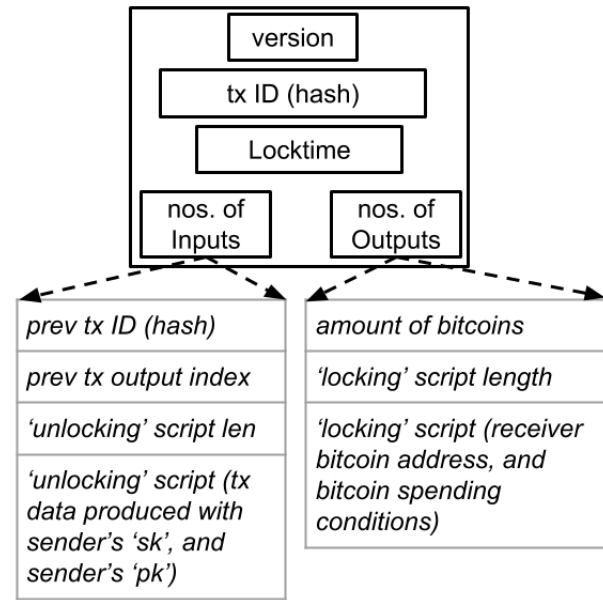 version
tx ID (hash)
Locktime
nos. of
Inputs
nos. of
Outputs
prev tx ID (hash)
prev tx output index
‘unlocking’ script len
‘unlocking’ script (tx
data produced with
sender’s ‘sk’, and
sender’s ‘pk’)
amount of bitcoins
‘locking’ script length
‘locking’ script (receiver
bitcoin address, and
bitcoin spending
conditions)